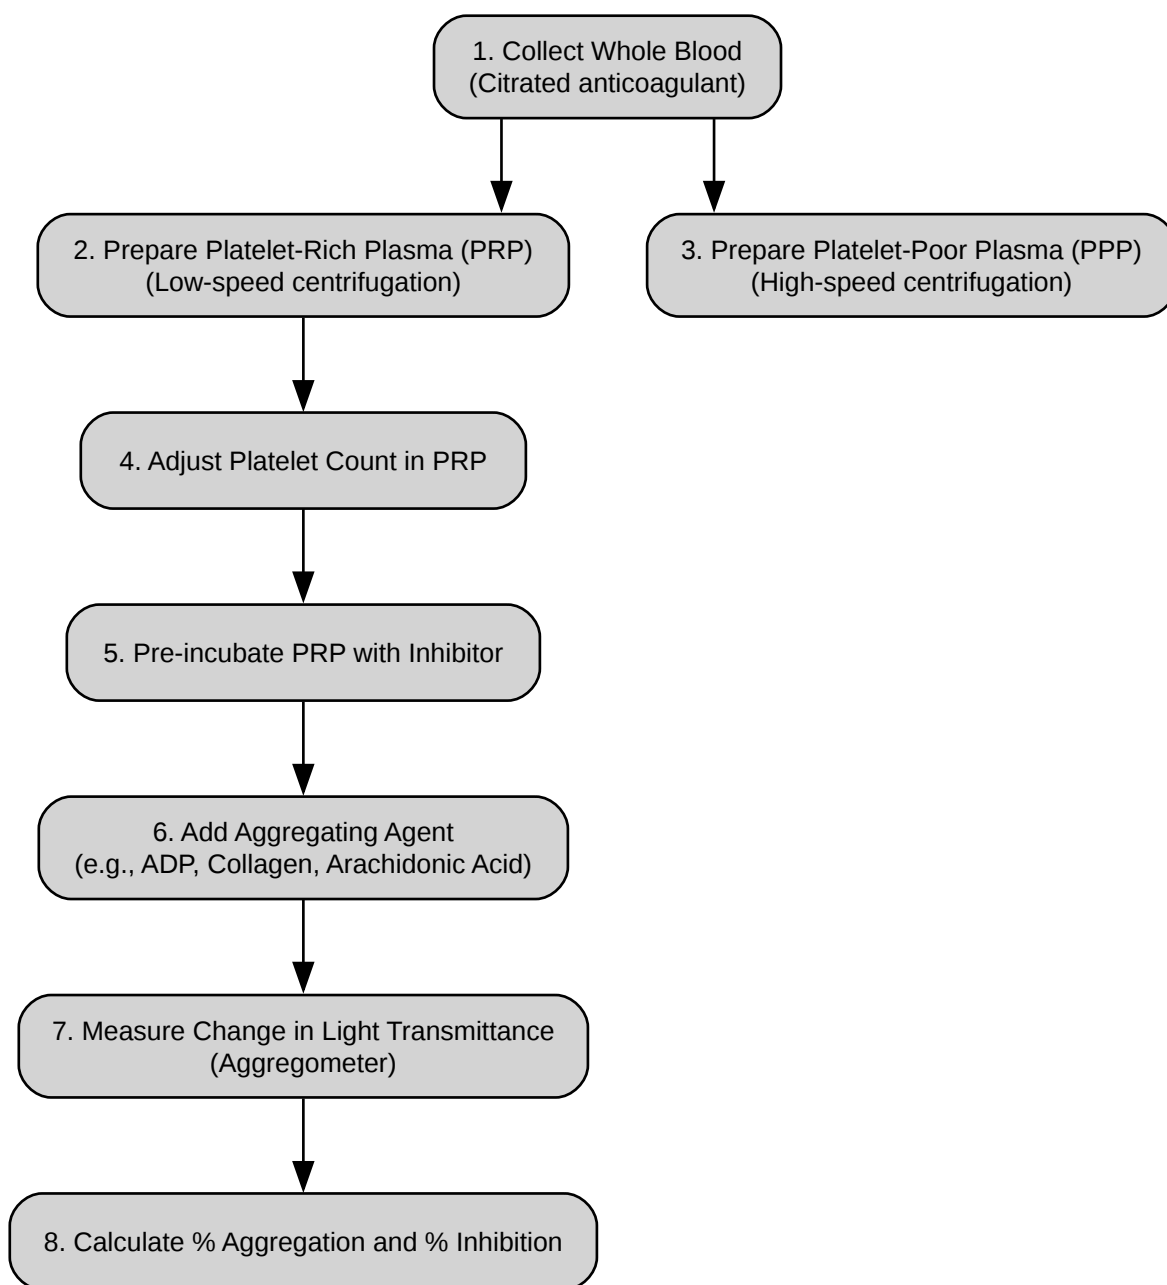 1. Collect Whole Blood
(Citrated anticoagulant)
2. Prepare Platelet-Rich Plasma (PRP)
(Low-speed centrifugation)
3. Prepare Platelet-Poor Plasma (PPP)
(High-speed centrifugation)
4. Adjust Platelet Count in PRP
5. Pre-incubate PRP with Inhibitor
6. Add Aggregating Agent
(e.g., ADP, Collagen, Arachidonic Acid)
7. Measure Change in Light Transmittance
(Aggregometer)
8. Calculate % Aggregation and % Inhibition